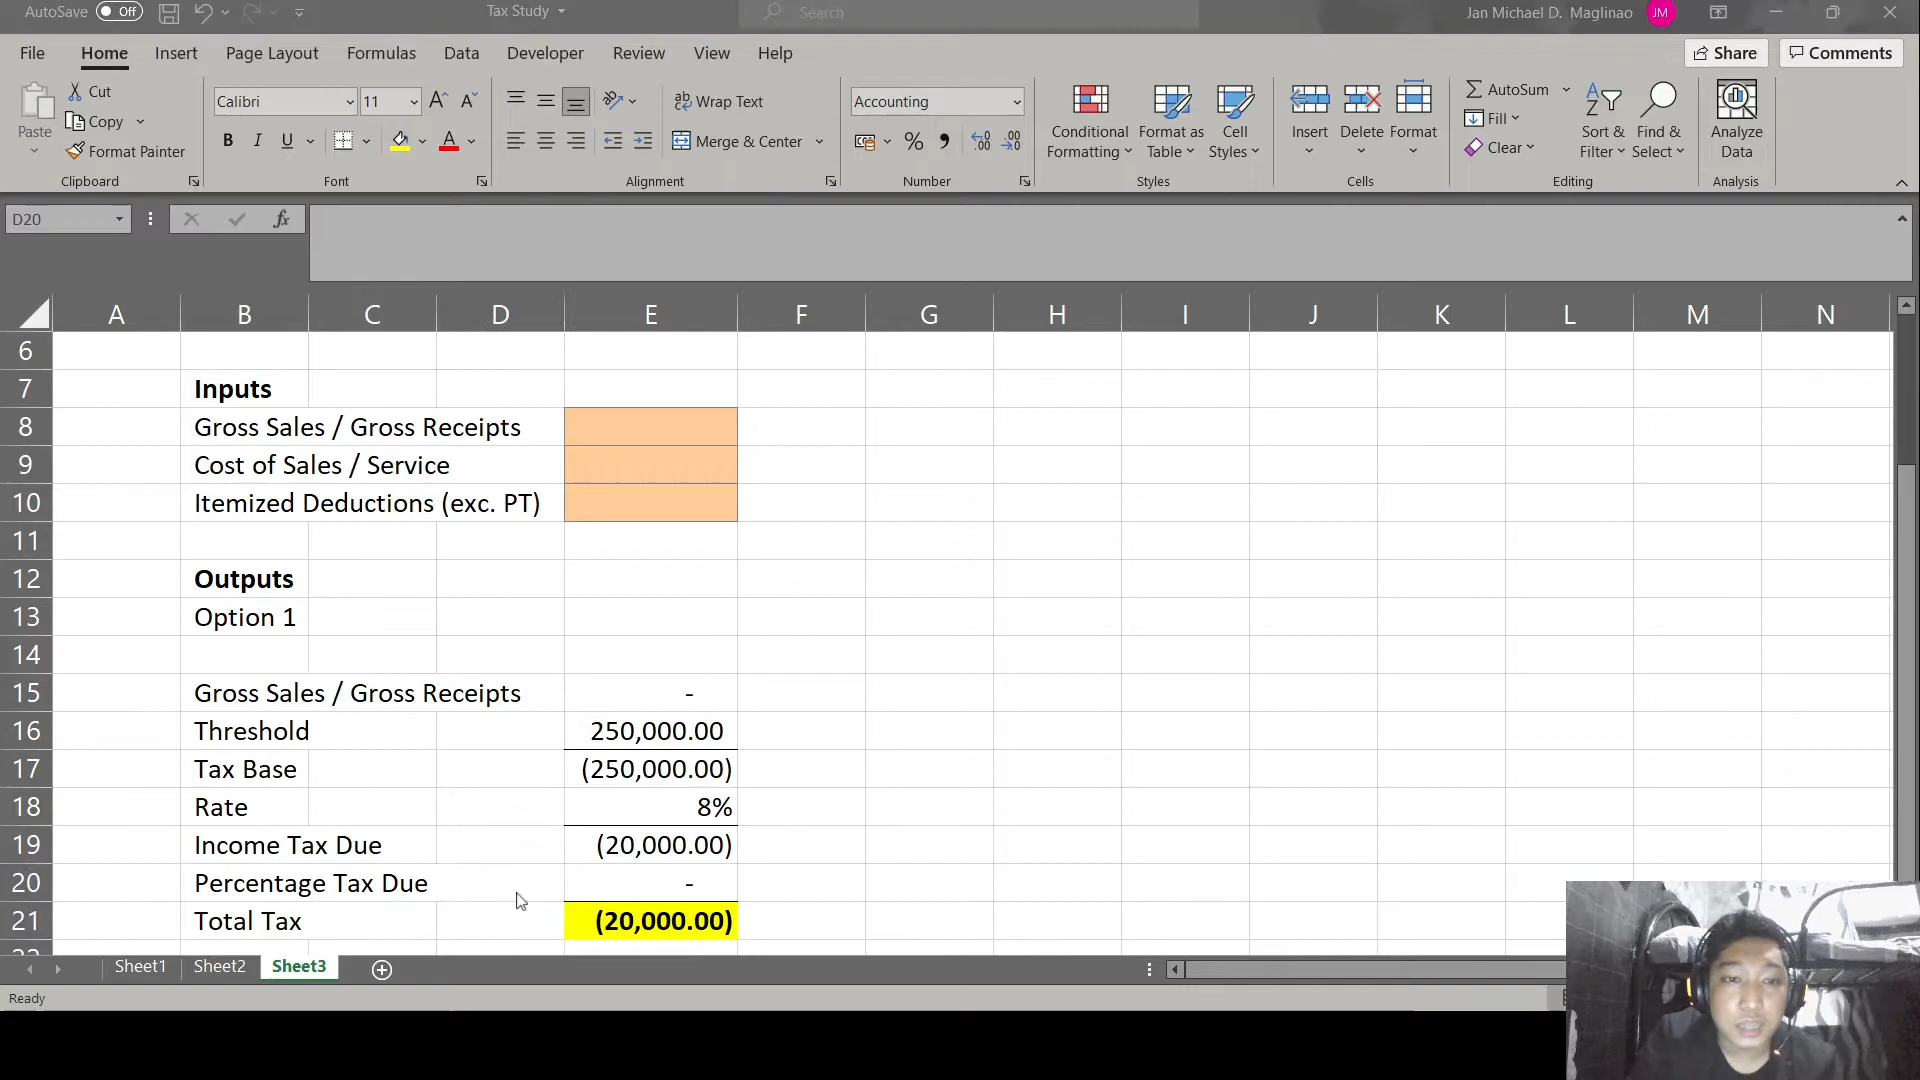 AutoSave Off Tax Study Search Jan Michael D. Maglinao JM
File Home Insert Page Layout Formulas Data Developer Review View Help Share Comments
Paste Cut Copy Format Painter Clipboard
Calibri 11 B I U A Font
Wrap Text Merge & Center Alignment
Accounting % Number
Conditional Formatting Format as Table Cell Styles Styles
Insert Delete Format Cells
AutoSum Fill Clear Sort & Filter Find & Select Editing
Analyze Data Analysis
D20 fx
A B C D E F G H I J K L M N
6
7 Inputs
8 Gross Sales / Gross Receipts
9 Cost of Sales / Service
10 Itemized Deductions (exc. PT)
11
12 Outputs
13 Option 1
14
15 Gross Sales / Gross Receipts -
16 Threshold 250,000.00
17 Tax Base (250,000.00)
18 Rate 8%
19 Income Tax Due (20,000.00)
20 Percentage Tax Due -
21 Total Tax (20,000.00)
Sheet1 Sheet2 Sheet3
Ready